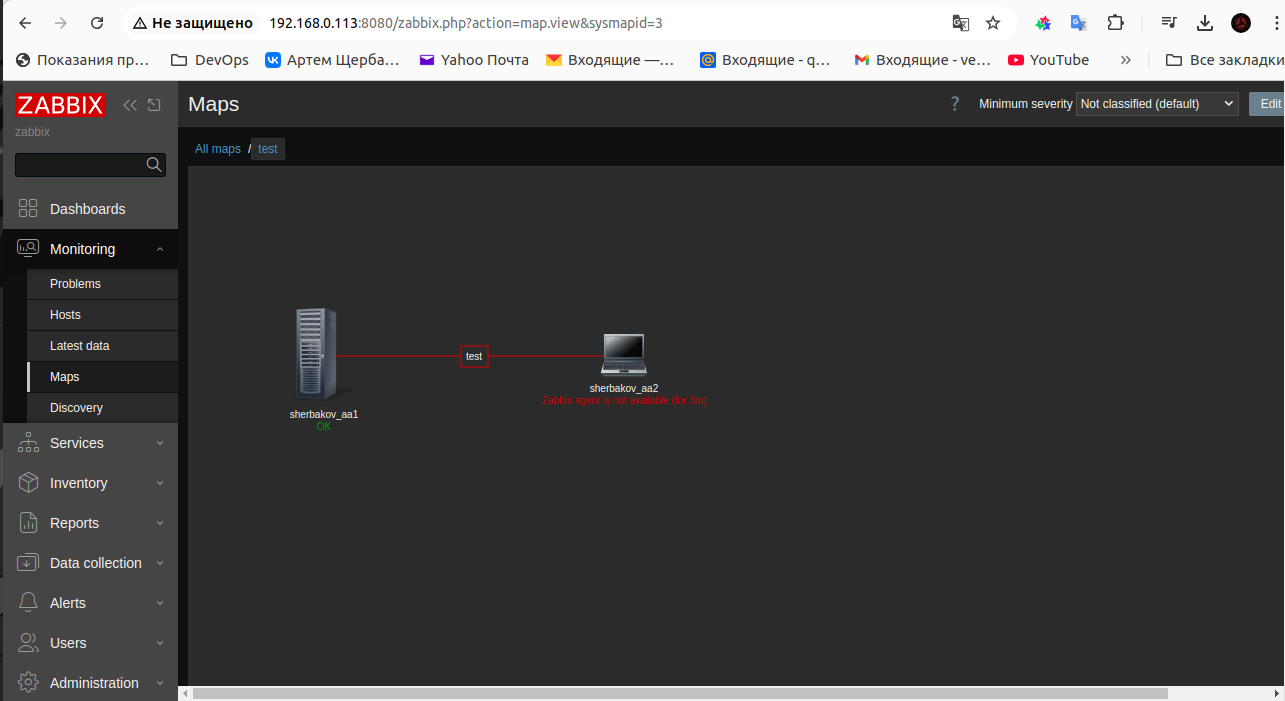 Не защищено 192.168.0.113:8080/zabbix.php?action=map.view&sysmapid=3
Показания пр... DevOps Артем Щерба... Yahoo Почта Входящие —... Входящие - q... Входящие - ve... YouTube » Все закладки
ZABBIX
zabbix
Maps ? Minimum severity Not classified (default) Edit
All maps / test
Dashboards
Monitoring
Problems
Hosts
Latest data
Maps
Discovery
Services
Inventory
Reports
Data collection
Alerts
Users
Administration
test
sherbakov_aa1
OK
sherbakov_aa2
Zabbix agent is not available (for 3m)